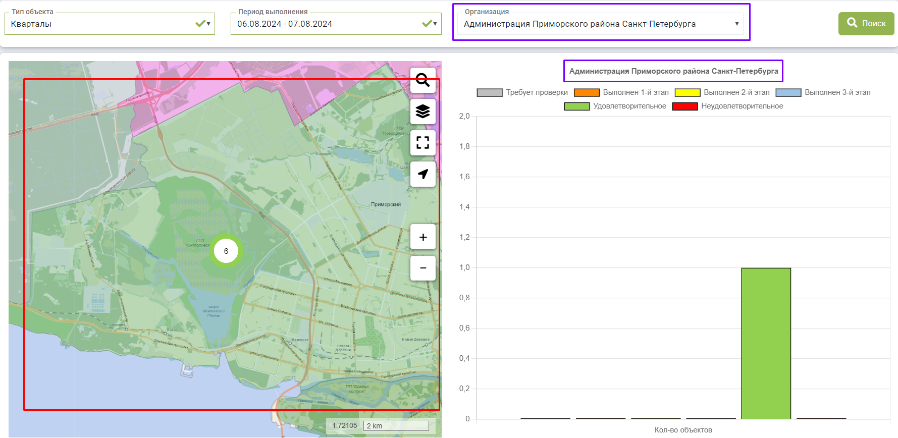 Тип объекта
Кварталы
Период выполнения
06.08.2024 - 07.08.2024
Организация
Администрация Приморского района Санкт-Петербурга
Поиск
Приморский
6
+
−
1:72105
2 km
Администрация Приморского района Санкт-Петербурга
Требует проверки
Выполнен 1-й этап
Выполнен 2-й этап
Выполнен 3-й этап
Удовлетворительное
Неудовлетворительное
2,0
1,8
1,6
1,4
1,2
1,0
0,8
0,6
0,4
0,2
0
Кол-во объектов